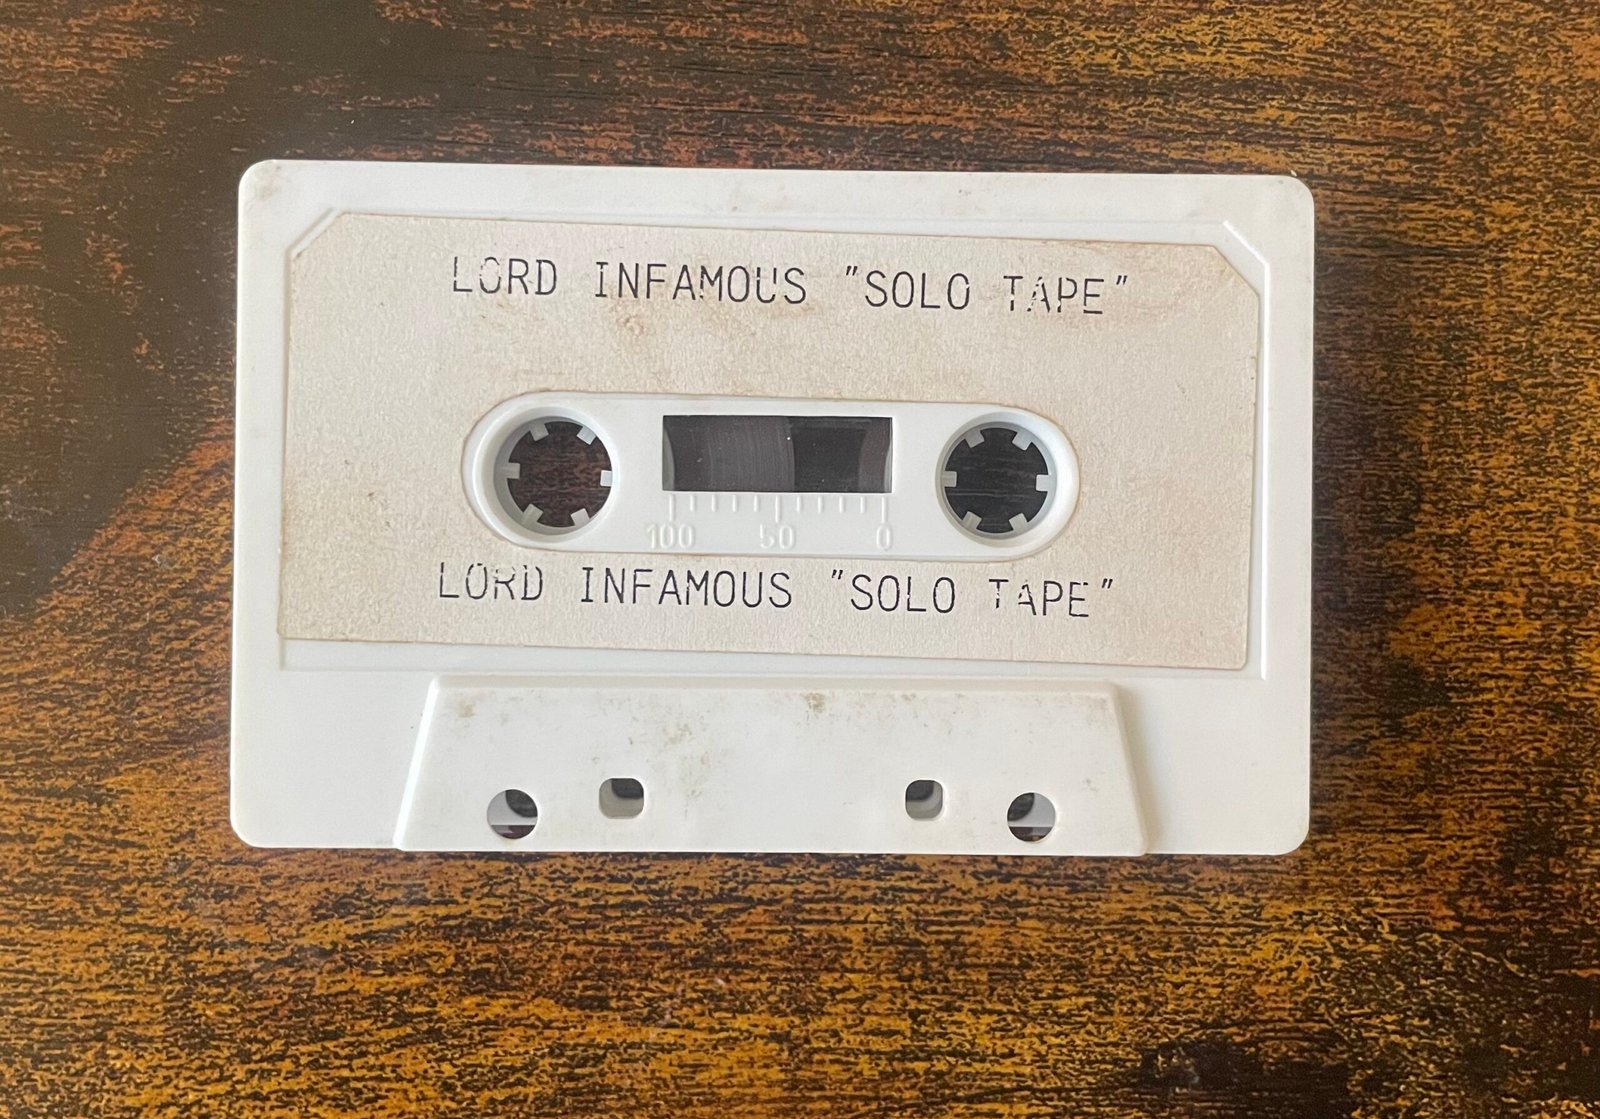 LORD INFAMOUS "SOLO TAPE"
100 50 0
LORD INFAMOUS "SOLO TAPE"